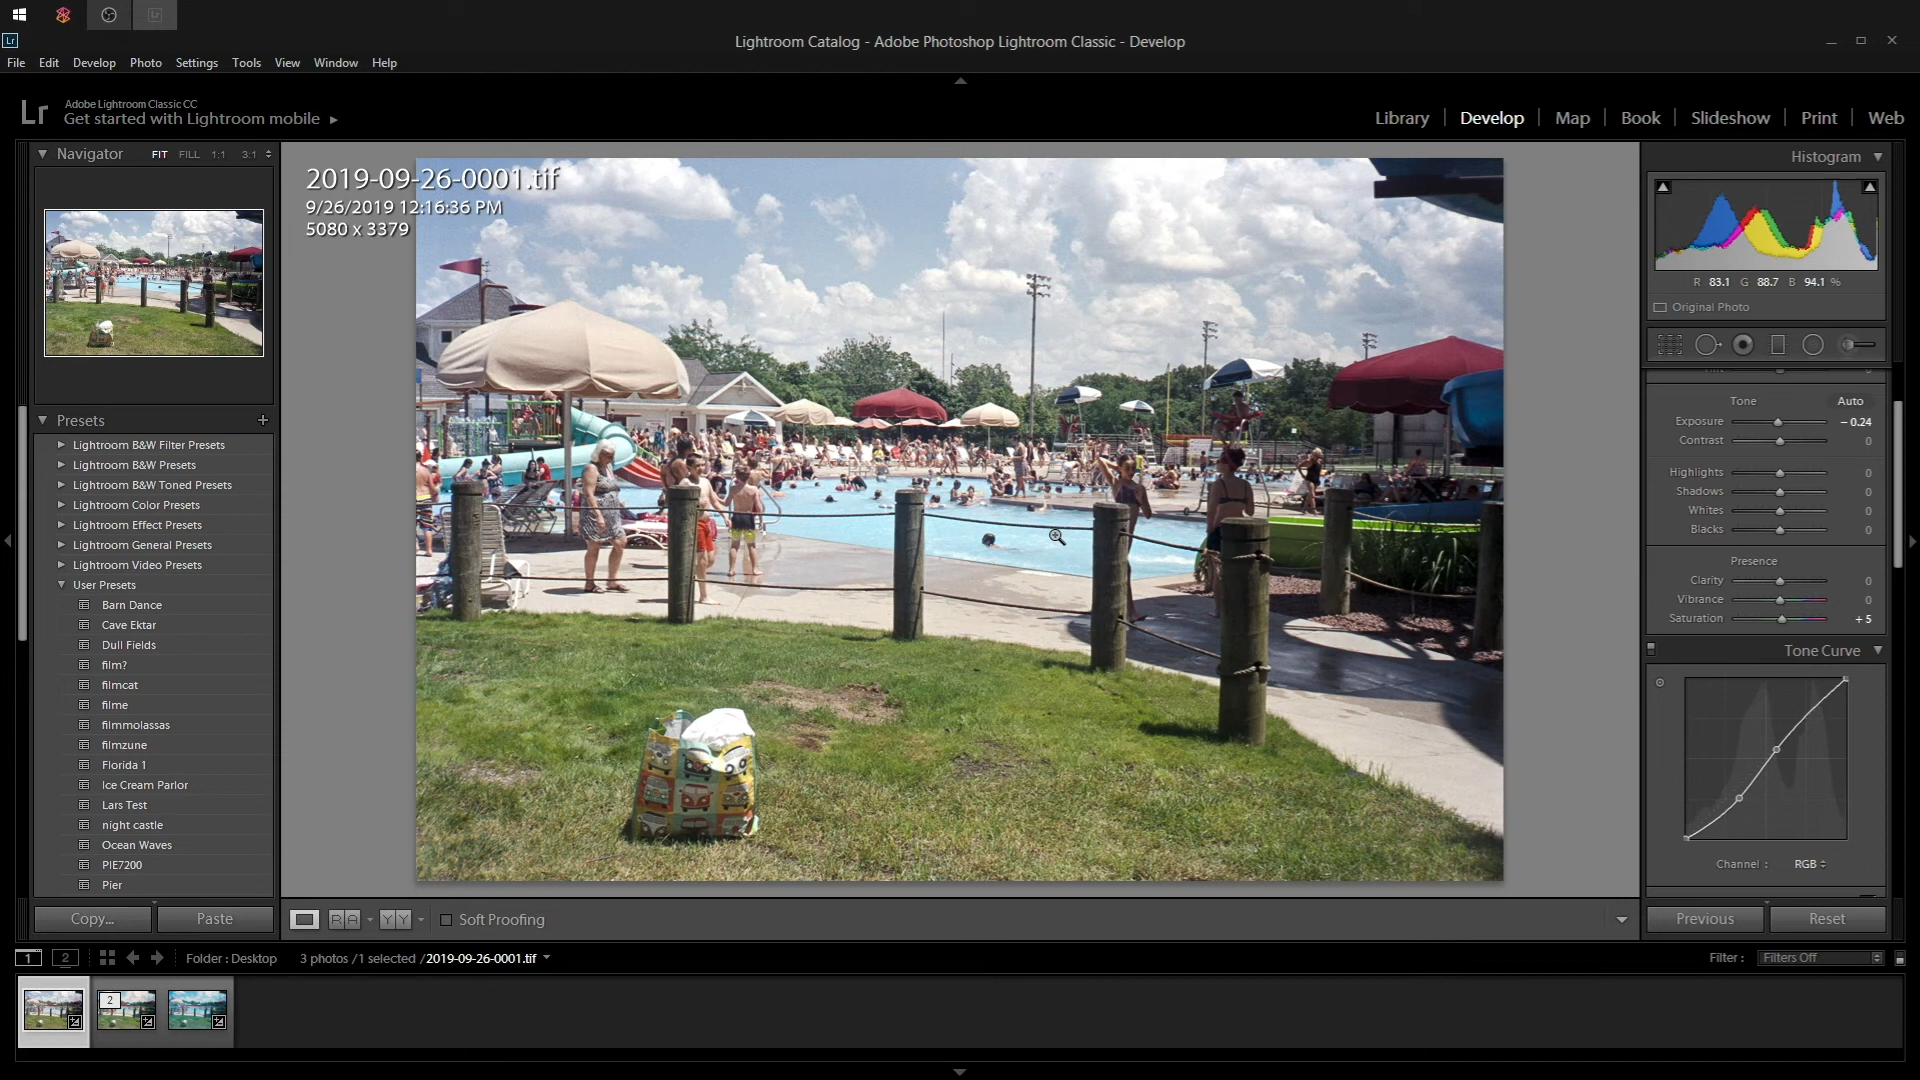 Lightroom Catalog - Adobe Photoshop Lightroom Classic - Develop
Lr
File Edit Develop Photo Settings Tools View Window Help
Lr
Adobe Lightroom Classic CC
Get started with Lightroom mobile
Library Develop Map Book Slideshow Print Web
Navigator FIT FILL 1:1 3:1
Presets +
Lightroom B&W Filter Presets
Lightroom B&W Presets
Lightroom B&W Toned Presets
Lightroom Color Presets
Lightroom Effect Presets
Lightroom General Presets
Lightroom Video Presets
User Presets
Barn Dance
Cave Ektar
Dull Fields
film?
filmcat
filme
filmmolassas
filmzune
Florida 1
Ice Cream Parlor
Lars Test
night castle
Ocean Waves
PIE7200
Pier
Copy... Paste
2019-09-26-0001.tif
9/26/2019 12:16:36 PM
5080 x 3379
RA YY Soft Proofing
Histogram
R 83.1 G 88.7 B 94.1 %
Original Photo
Tone Auto
Exposure – 0.24
Contrast 0
Highlights 0
Shadows 0
Whites 0
Blacks 0
Presence
Clarity 0
Vibrance 0
Saturation + 5
Tone Curve
Channel : RGB
Previous Reset
1 2 Folder : Desktop 3 photos /1 selected /2019-09-26-0001.tif Filter : Filters Off
2